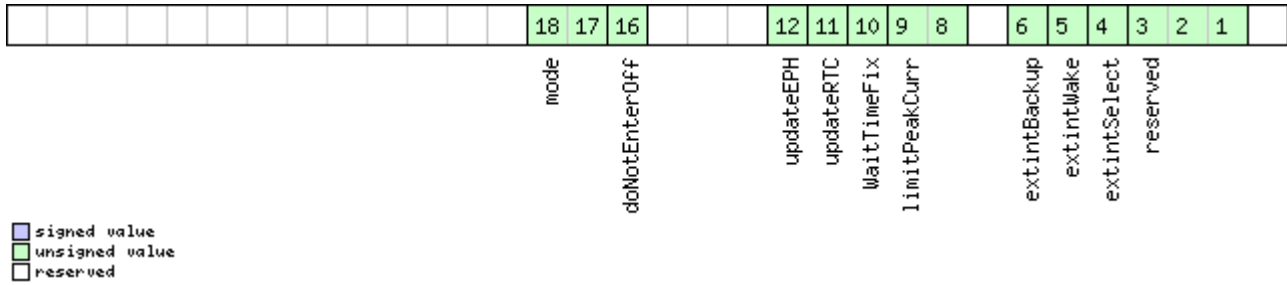 18 17 16 12 11 10 9 8 6 5 4 3 2 1
mode
doNotEnterOff
updateEPH
updateRTC
WaitTimeFix
limitPeakCurr
extintBackup
extintWake
extintSelect
reserved
signed value
unsigned value
reserved